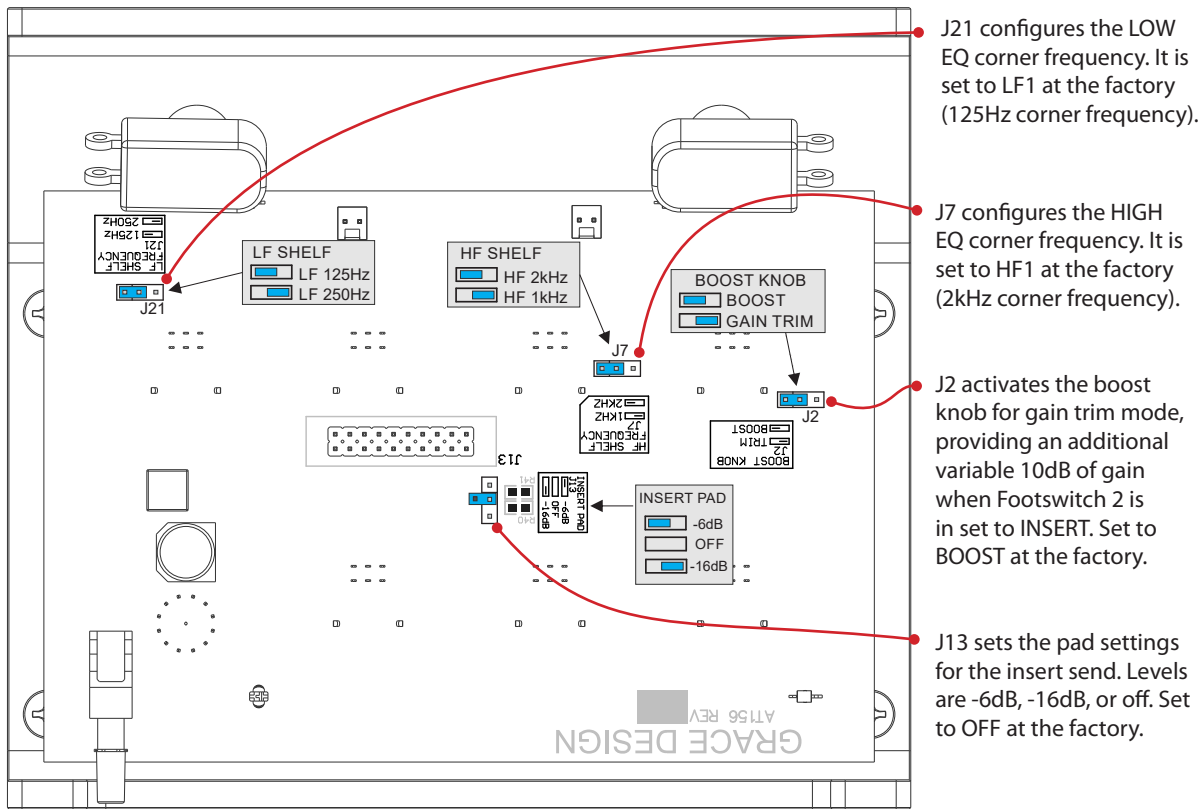 J21 configures the LOW
EQ corner frequency. It is
set to LF1 at the factory
(125Hz corner frequency).
J7 configures the HIGH
EQ corner frequency. It is
set to HF1 at the factory
(2kHz corner frequency).
J2 activates the boost
knob for gain trim mode,
providing an additional
variable 10dB of gain
when Footswitch 2 is
in set to INSERT. Set to
BOOST at the factory.
J13 sets the pad settings
for the insert send. Levels
are -6dB, -16dB, or off. Set
to OFF at the factory.
LF SHELF
FREQUENCY
J21
125Hz
250Hz
J21
LF SHELF
LF 125Hz
LF 250Hz
HF SHELF
HF 2kHz
HF 1kHz
BOOST KNOB
BOOST
GAIN TRIM
J7
J2
HF SHELF
FREQUENCY
J7
1KHZ
2KHZ
BOOST KNOB
J2
TRIM
BOOST
J13
R41
R40
INSERT PAD
J13
-6dB
OFF
-16dB
INSERT PAD
-6dB
OFF
-16dB
AT156 REV
GRACE DESIGN